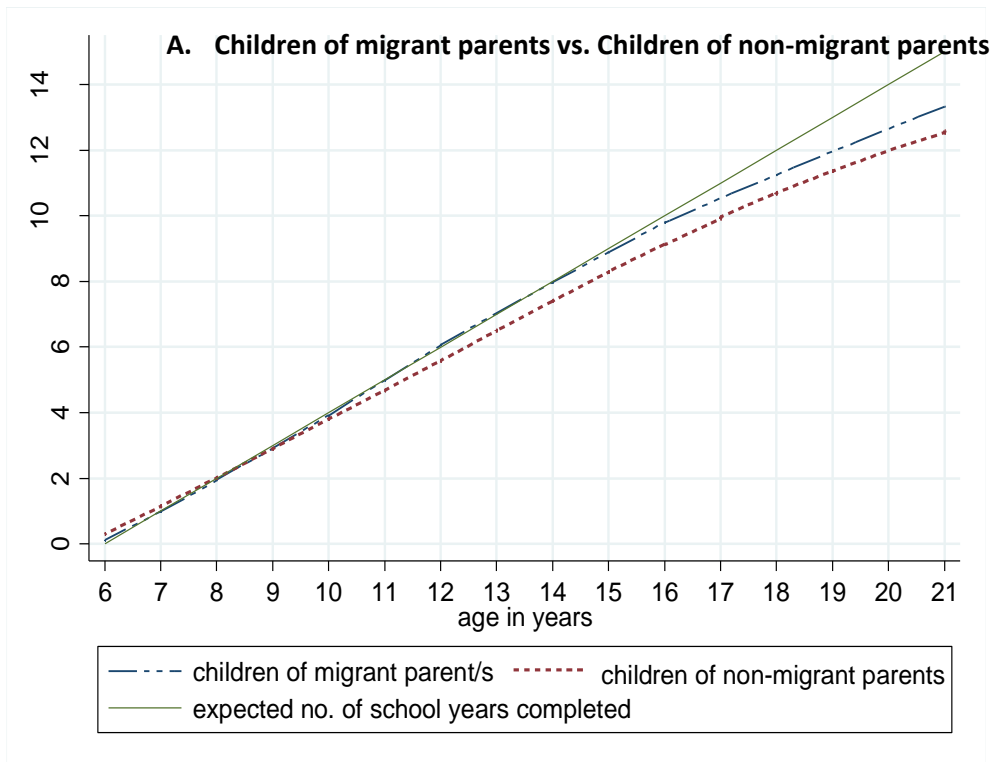 A. Children of migrant parents vs. Children of non-migrant parents
14
12
10
8
6
4
2
0
6 7 8 9 10 11 12 13 14 15 16 17 18 19 20 21
age in years
children of migrant parent/s children of non-migrant parents
expected no. of school years completed